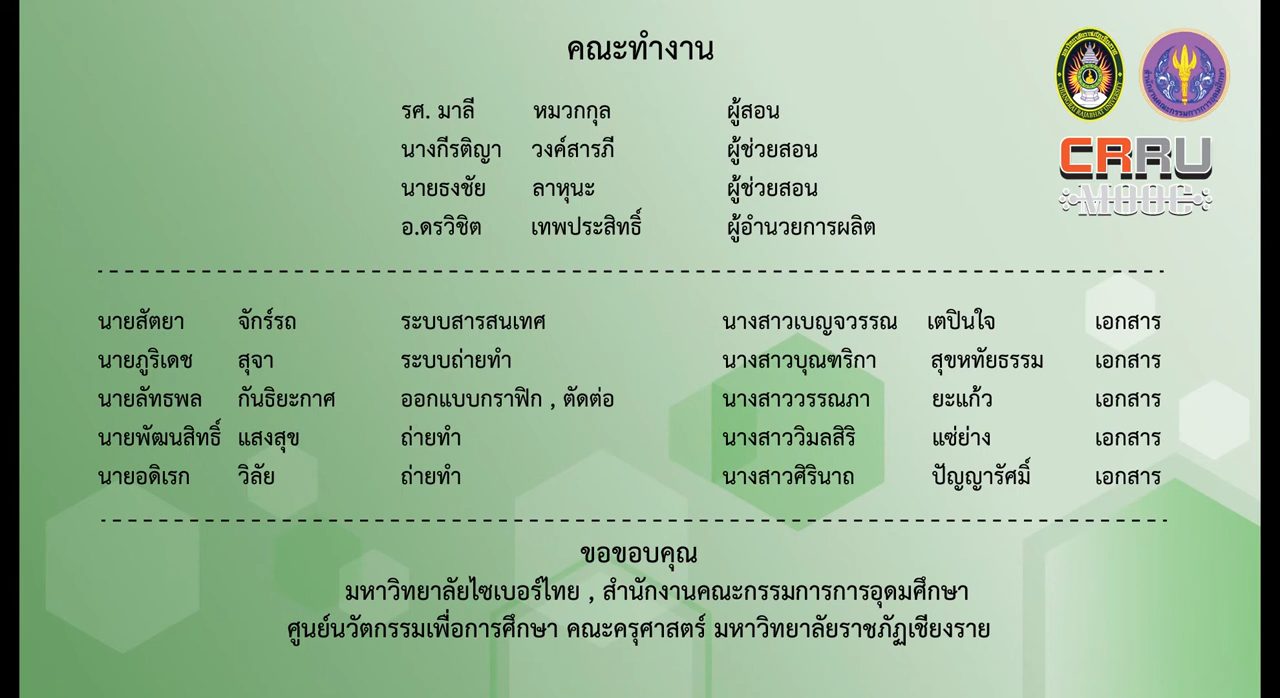 คณะทำงาน
รศ. มาลี หมวกกุล ผู้สอน
นางกีรติญา วงค์สารภี ผู้ช่วยสอน
นายธงชัย ลาหุนะ ผู้ช่วยสอน
อ.ดรวิชิต เทพประสิทธิ์ ผู้อำนวยการผลิต
CRRU
MOOC
นายสัตยา จักร์รถ ระบบสารสนเทศ นางสาวเบญจวรรณ เตปินใจ เอกสาร
นายภูริเดช สุจา ระบบถ่ายทำ นางสาวบุณฑริกา สุขหทัยธรรม เอกสาร
นายลัทธพล กันธิยะกาศ ออกแบบกราฟิก , ตัดต่อ นางสาววรรณภา ยะแก้ว เอกสาร
นายพัฒนสิทธิ์ แสงสุข ถ่ายทำ นางสาววิมลสิริ แซ่ย่าง เอกสาร
นายอดิเรก วิลัย ถ่ายทำ นางสาวศิรินาถ ปัญญารัศมิ์ เอกสาร
ขอขอบคุณ
มหาวิทยาลัยไซเบอร์ไทย , สำนักงานคณะกรรมการการอุดมศึกษา
ศูนย์นวัตกรรมเพื่อการศึกษา คณะครุศาสตร์ มหาวิทยาลัยราชภัฏเชียงราย